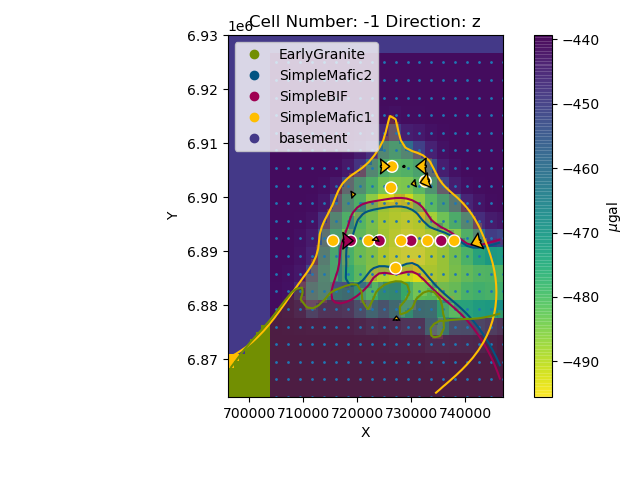 Cell Number: -1 Direction: z
1e6
6.93
6.92
6.91
6.90
6.89
6.88
6.87
Y
700000 710000 720000 730000 740000
X
EarlyGranite
SimpleMafic2
SimpleBIF
SimpleMafic1
basement
−440
−450
−460
−470
−480
−490
μgal